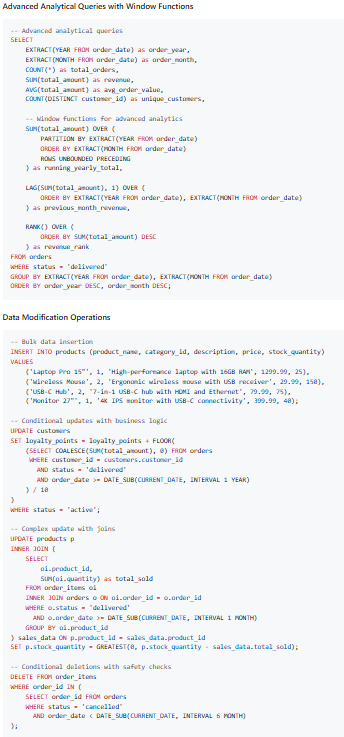 Advanced Analytical Queries with Window Functions
-- Advanced analytical queries
SELECT
EXTRACT(YEAR FROM order_date) as order_year,
EXTRACT(MONTH FROM order_date) as order_month,
COUNT(*) as total_orders,
SUM(total_amount) as revenue,
AVG(total_amount) as avg_order_value,
COUNT(DISTINCT customer_id) as unique_customers,
-- Window functions for advanced analytics
SUM(total_amount) OVER (
PARTITION BY EXTRACT(YEAR FROM order_date)
ORDER BY EXTRACT(MONTH FROM order_date)
ROWS UNBOUNDED PRECEDING
) as running_yearly_total,
LAG(SUM(total_amount), 1) OVER (
ORDER BY EXTRACT(YEAR FROM order_date), EXTRACT(MONTH FROM order_date)
) as previous_month_revenue,
RANK() OVER (
ORDER BY SUM(total_amount) DESC
) as revenue_rank
FROM orders
WHERE status = 'delivered'
GROUP BY EXTRACT(YEAR FROM order_date), EXTRACT(MONTH FROM order_date)
ORDER BY order_year DESC, order_month DESC;
Data Modification Operations
-- Bulk data insertion
INSERT INTO products (product_name, category_id, description, price, stock_quantity)
VALUES
('Laptop Pro 15"', 1, 'High-performance laptop with 16GB RAM', 1299.99, 25),
('Wireless Mouse', 2, 'Ergonomic wireless mouse with USB receiver', 29.99, 150),
('USB-C Hub', 2, '7-in-1 USB-C hub with HDMI and Ethernet', 79.99, 75),
('Monitor 27"', 1, '4K IPS monitor with USB-C connectivity', 399.99, 40);
-- Conditional updates with business logic
UPDATE customers
SET loyalty_points = loyalty_points + FLOOR(
(SELECT COALESCE(SUM(total_amount), 0) FROM orders
WHERE customer_id = customers.customer_id
AND status = 'delivered'
AND order_date >= DATE_SUB(CURRENT_DATE, INTERVAL 1 YEAR)
) / 10
)
WHERE status = 'active';
-- Complex update with joins
UPDATE products p
INNER JOIN (
SELECT
oi.product_id,
SUM(oi.quantity) as total_sold
FROM order_items oi
INNER JOIN orders o ON oi.order_id = o.order_id
WHERE o.status = 'delivered'
AND o.order_date >= DATE_SUB(CURRENT_DATE, INTERVAL 1 MONTH)
GROUP BY oi.product_id
) sales_data ON p.product_id = sales_data.product_id
SET p.stock_quantity = GREATEST(0, p.stock_quantity - sales_data.total_sold);
-- Conditional deletions with safety checks
DELETE FROM order_items
WHERE order_id IN (
SELECT order_id FROM orders
WHERE status = 'cancelled'
AND order_date < DATE_SUB(CURRENT_DATE, INTERVAL 6 MONTH)
);